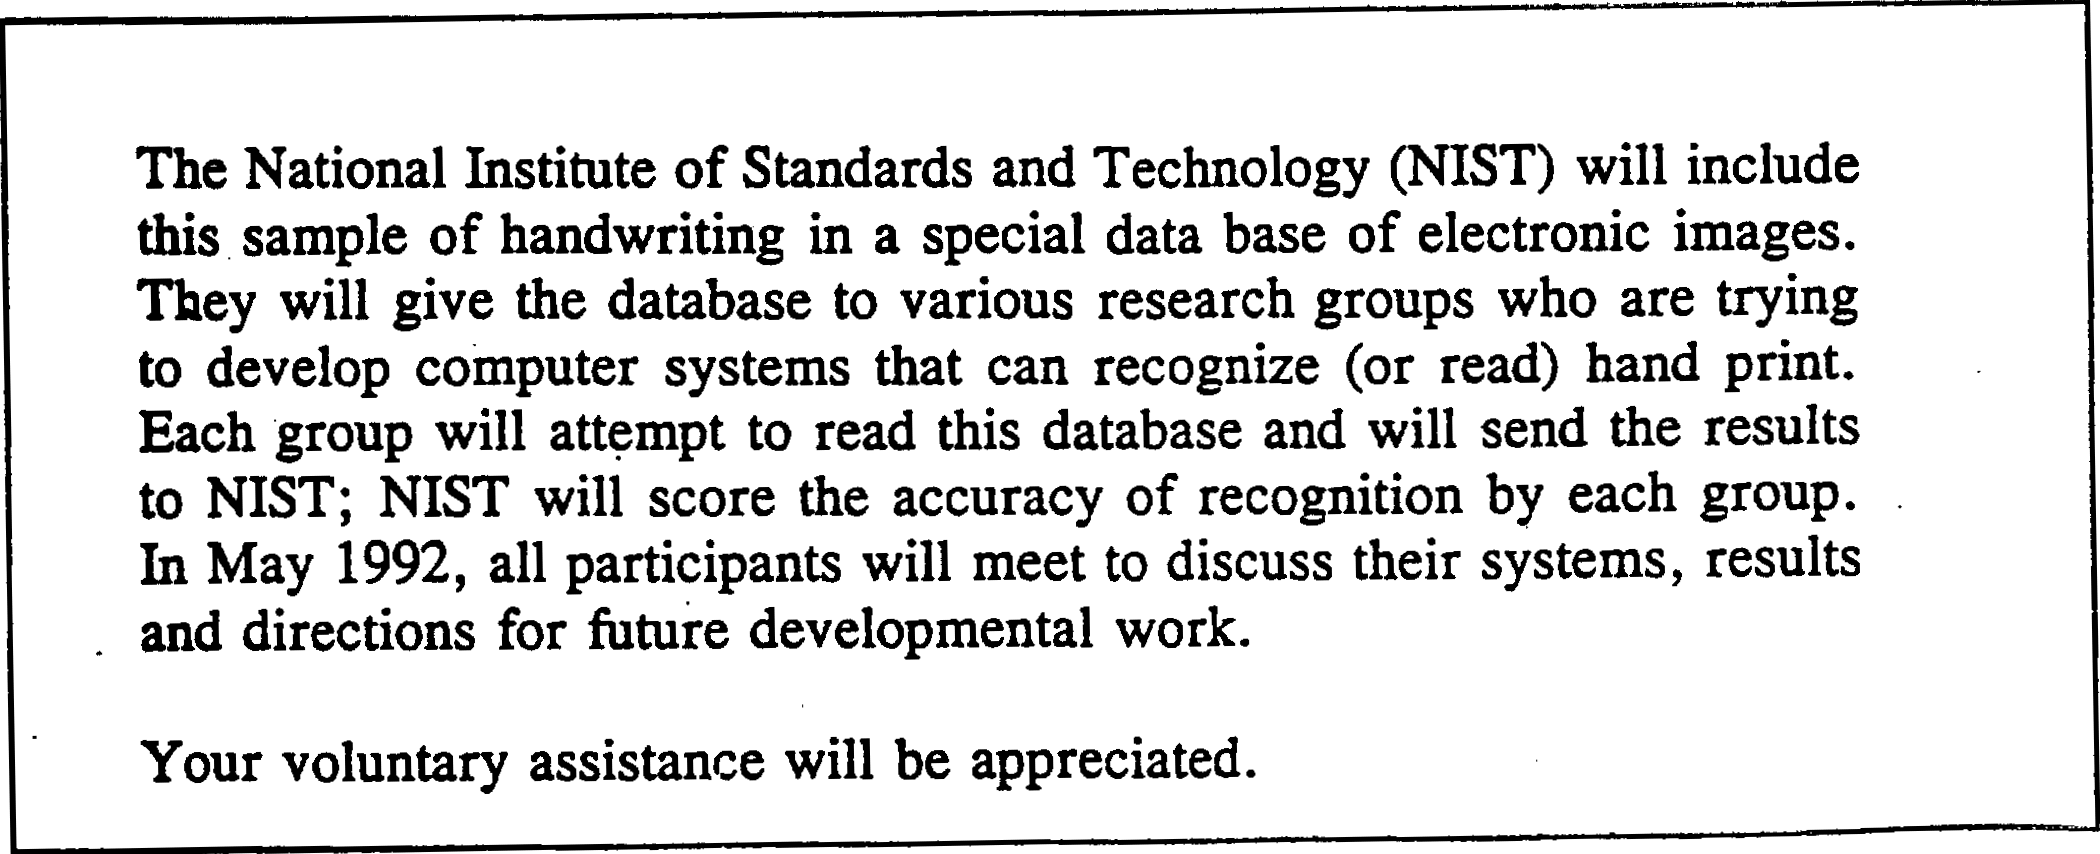 The National Institute of Standards and Technology (NIST) will include
this sample of handwriting in a special data base of electronic images.
They will give the database to various research groups who are trying
to develop computer systems that can recognize (or read) hand print.
Each group will attempt to read this database and will send the results
to NIST; NIST will score the accuracy of recognition by each group.
In May 1992, all participants will meet to discuss their systems, results
and directions for future developmental work.
Your voluntary assistance will be appreciated.